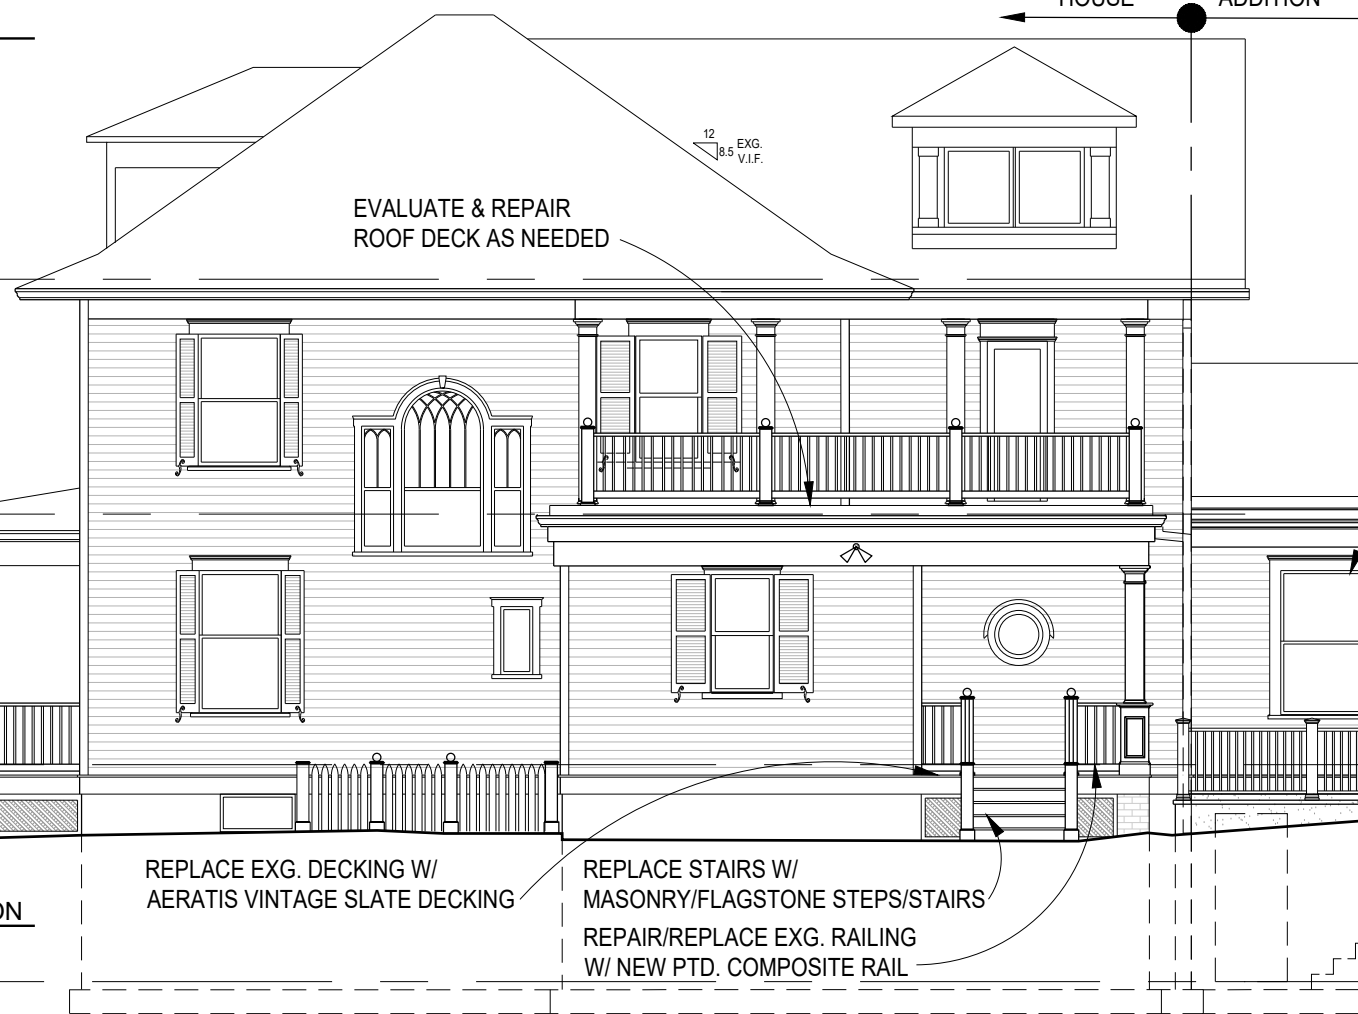 HOUSE
ADDITION
12
8.5
EXG.
V.I.F.
EVALUATE & REPAIR
ROOF DECK AS NEEDED
REPLACE EXG. DECKING W/
AERATIS VINTAGE SLATE DECKING
REPLACE STAIRS W/
MASONRY/FLAGSTONE STEPS/STAIRS
REPAIR/REPLACE EXG. RAILING
W/ NEW PTD. COMPOSITE RAIL